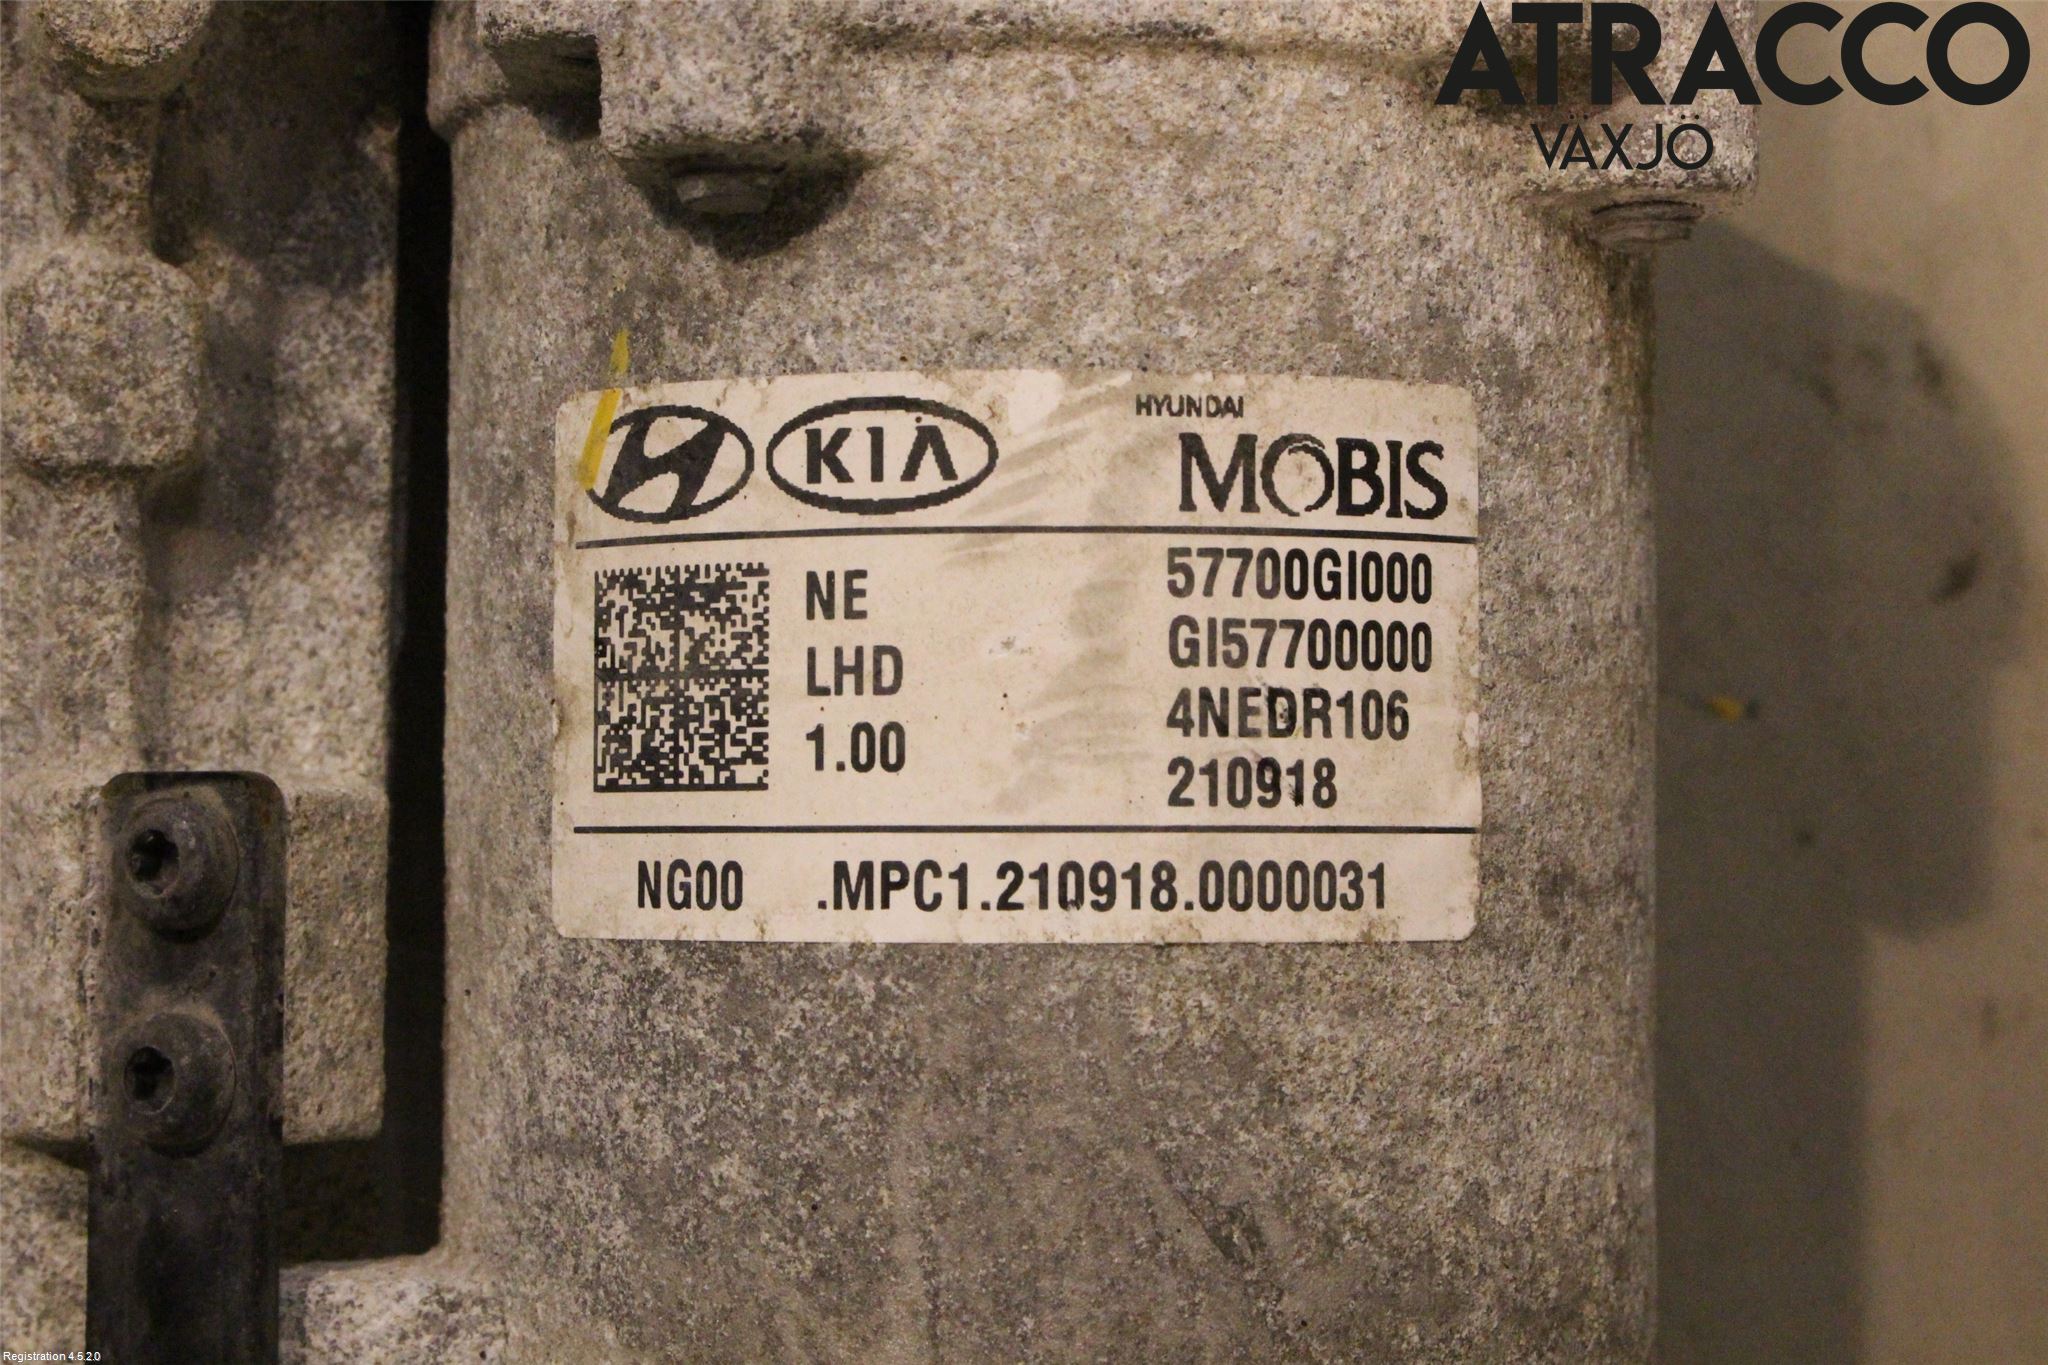 ATRACCO
VÄXJÖ
KIA
HYUNDAI
MOBIS
NE
LHD
1.00
57700GI000
GI57700000
4NEDR106
210918
NG00 .MPC1.210918.0000031
Registration 4.5.2.0